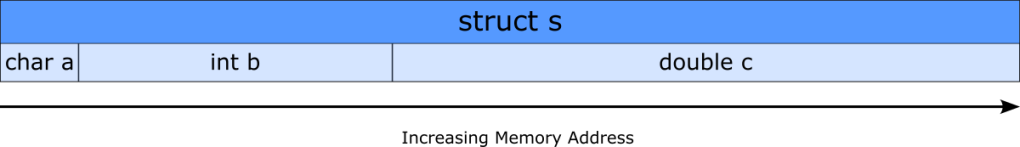 struct s
char a int b double c
Increasing Memory Address